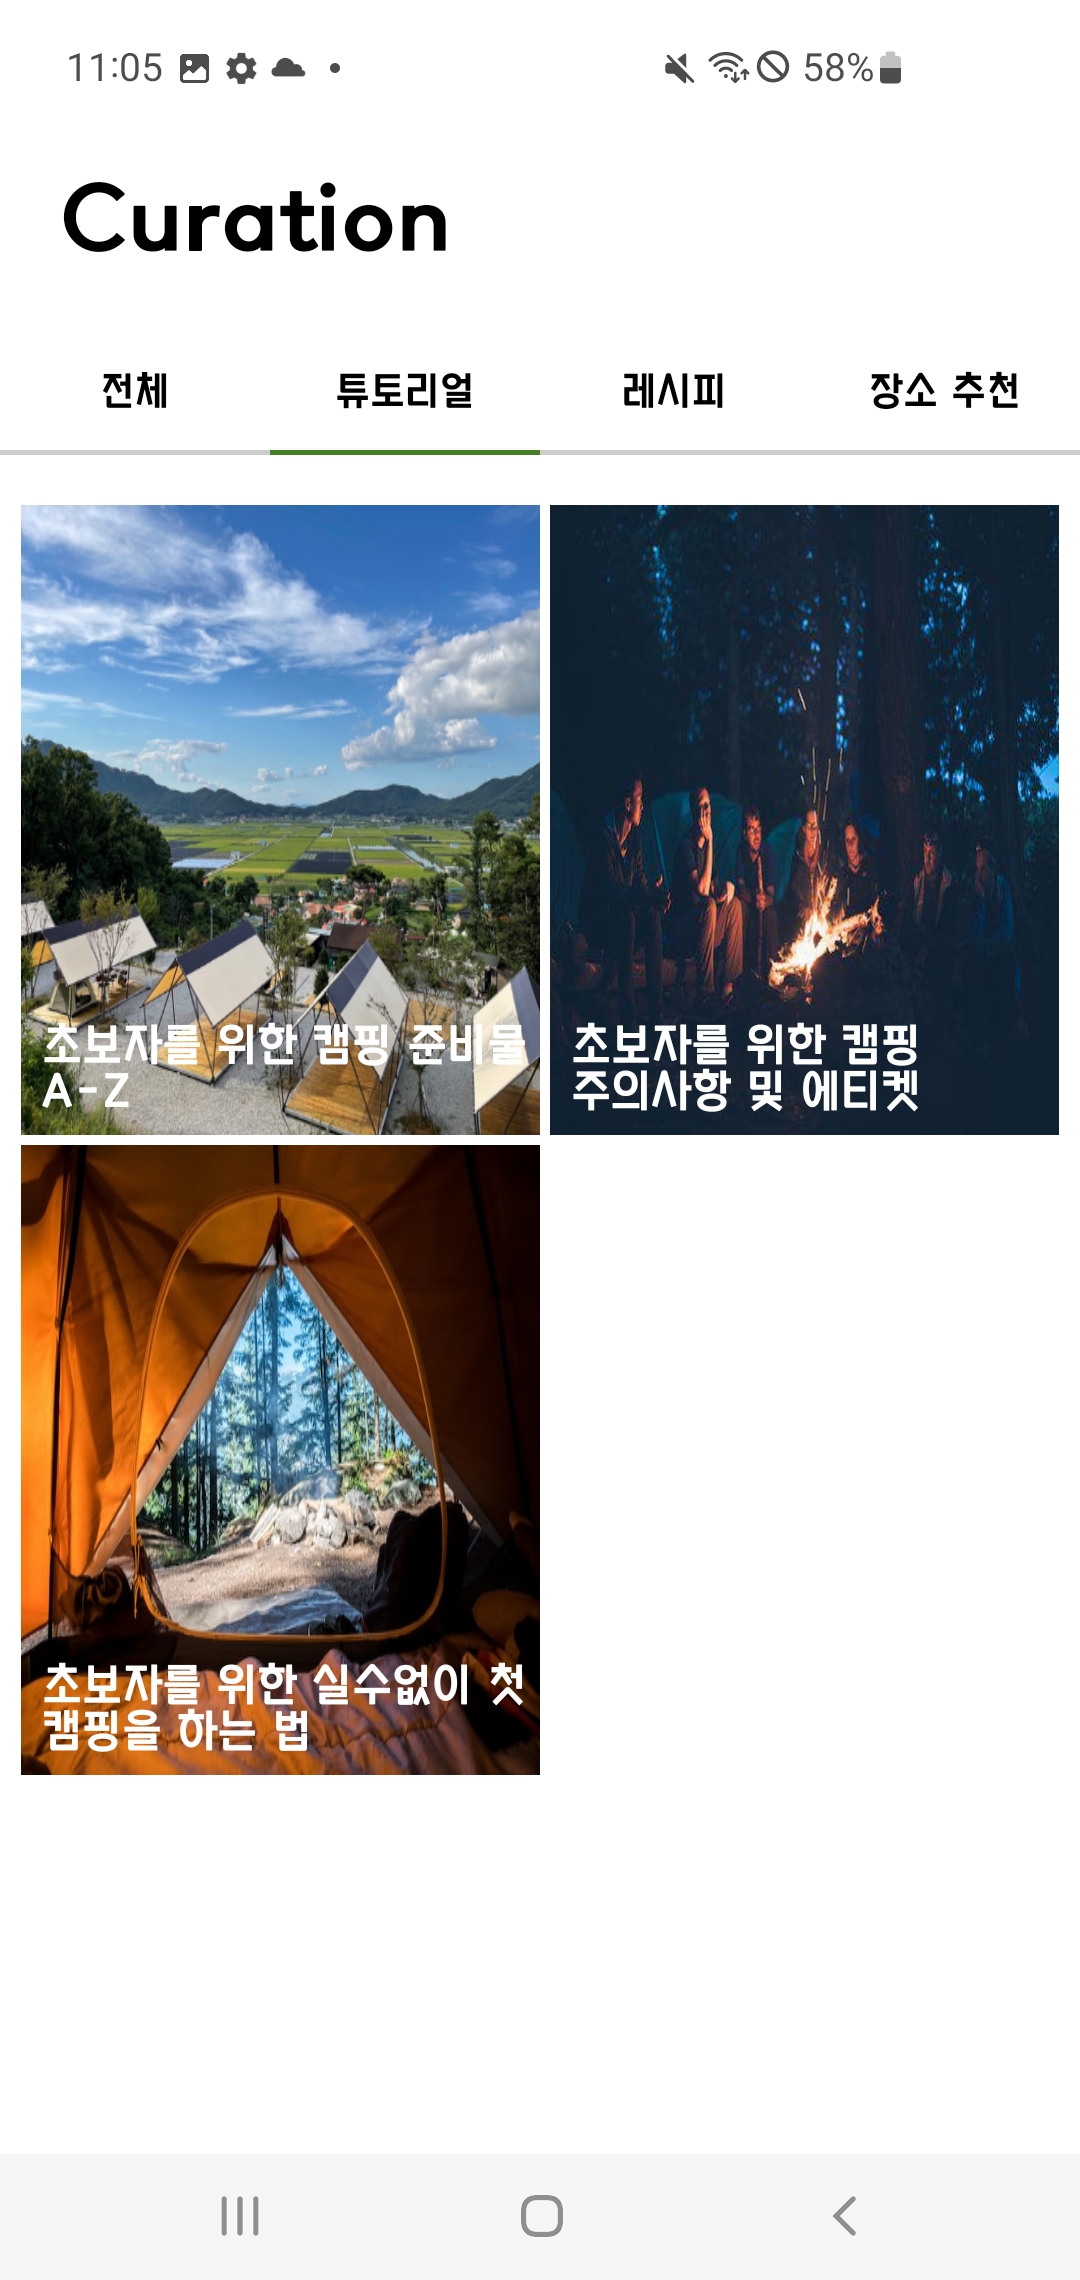 11:05 58%
Curation
전체 튜토리얼 레시피 장소 추천
초보자를 위한 캠핑 준비물
A-Z
초보자를 위한 캠핑
주의사항 및 에티켓
초보자를 위한 실수없이 첫
캠핑을 하는 법